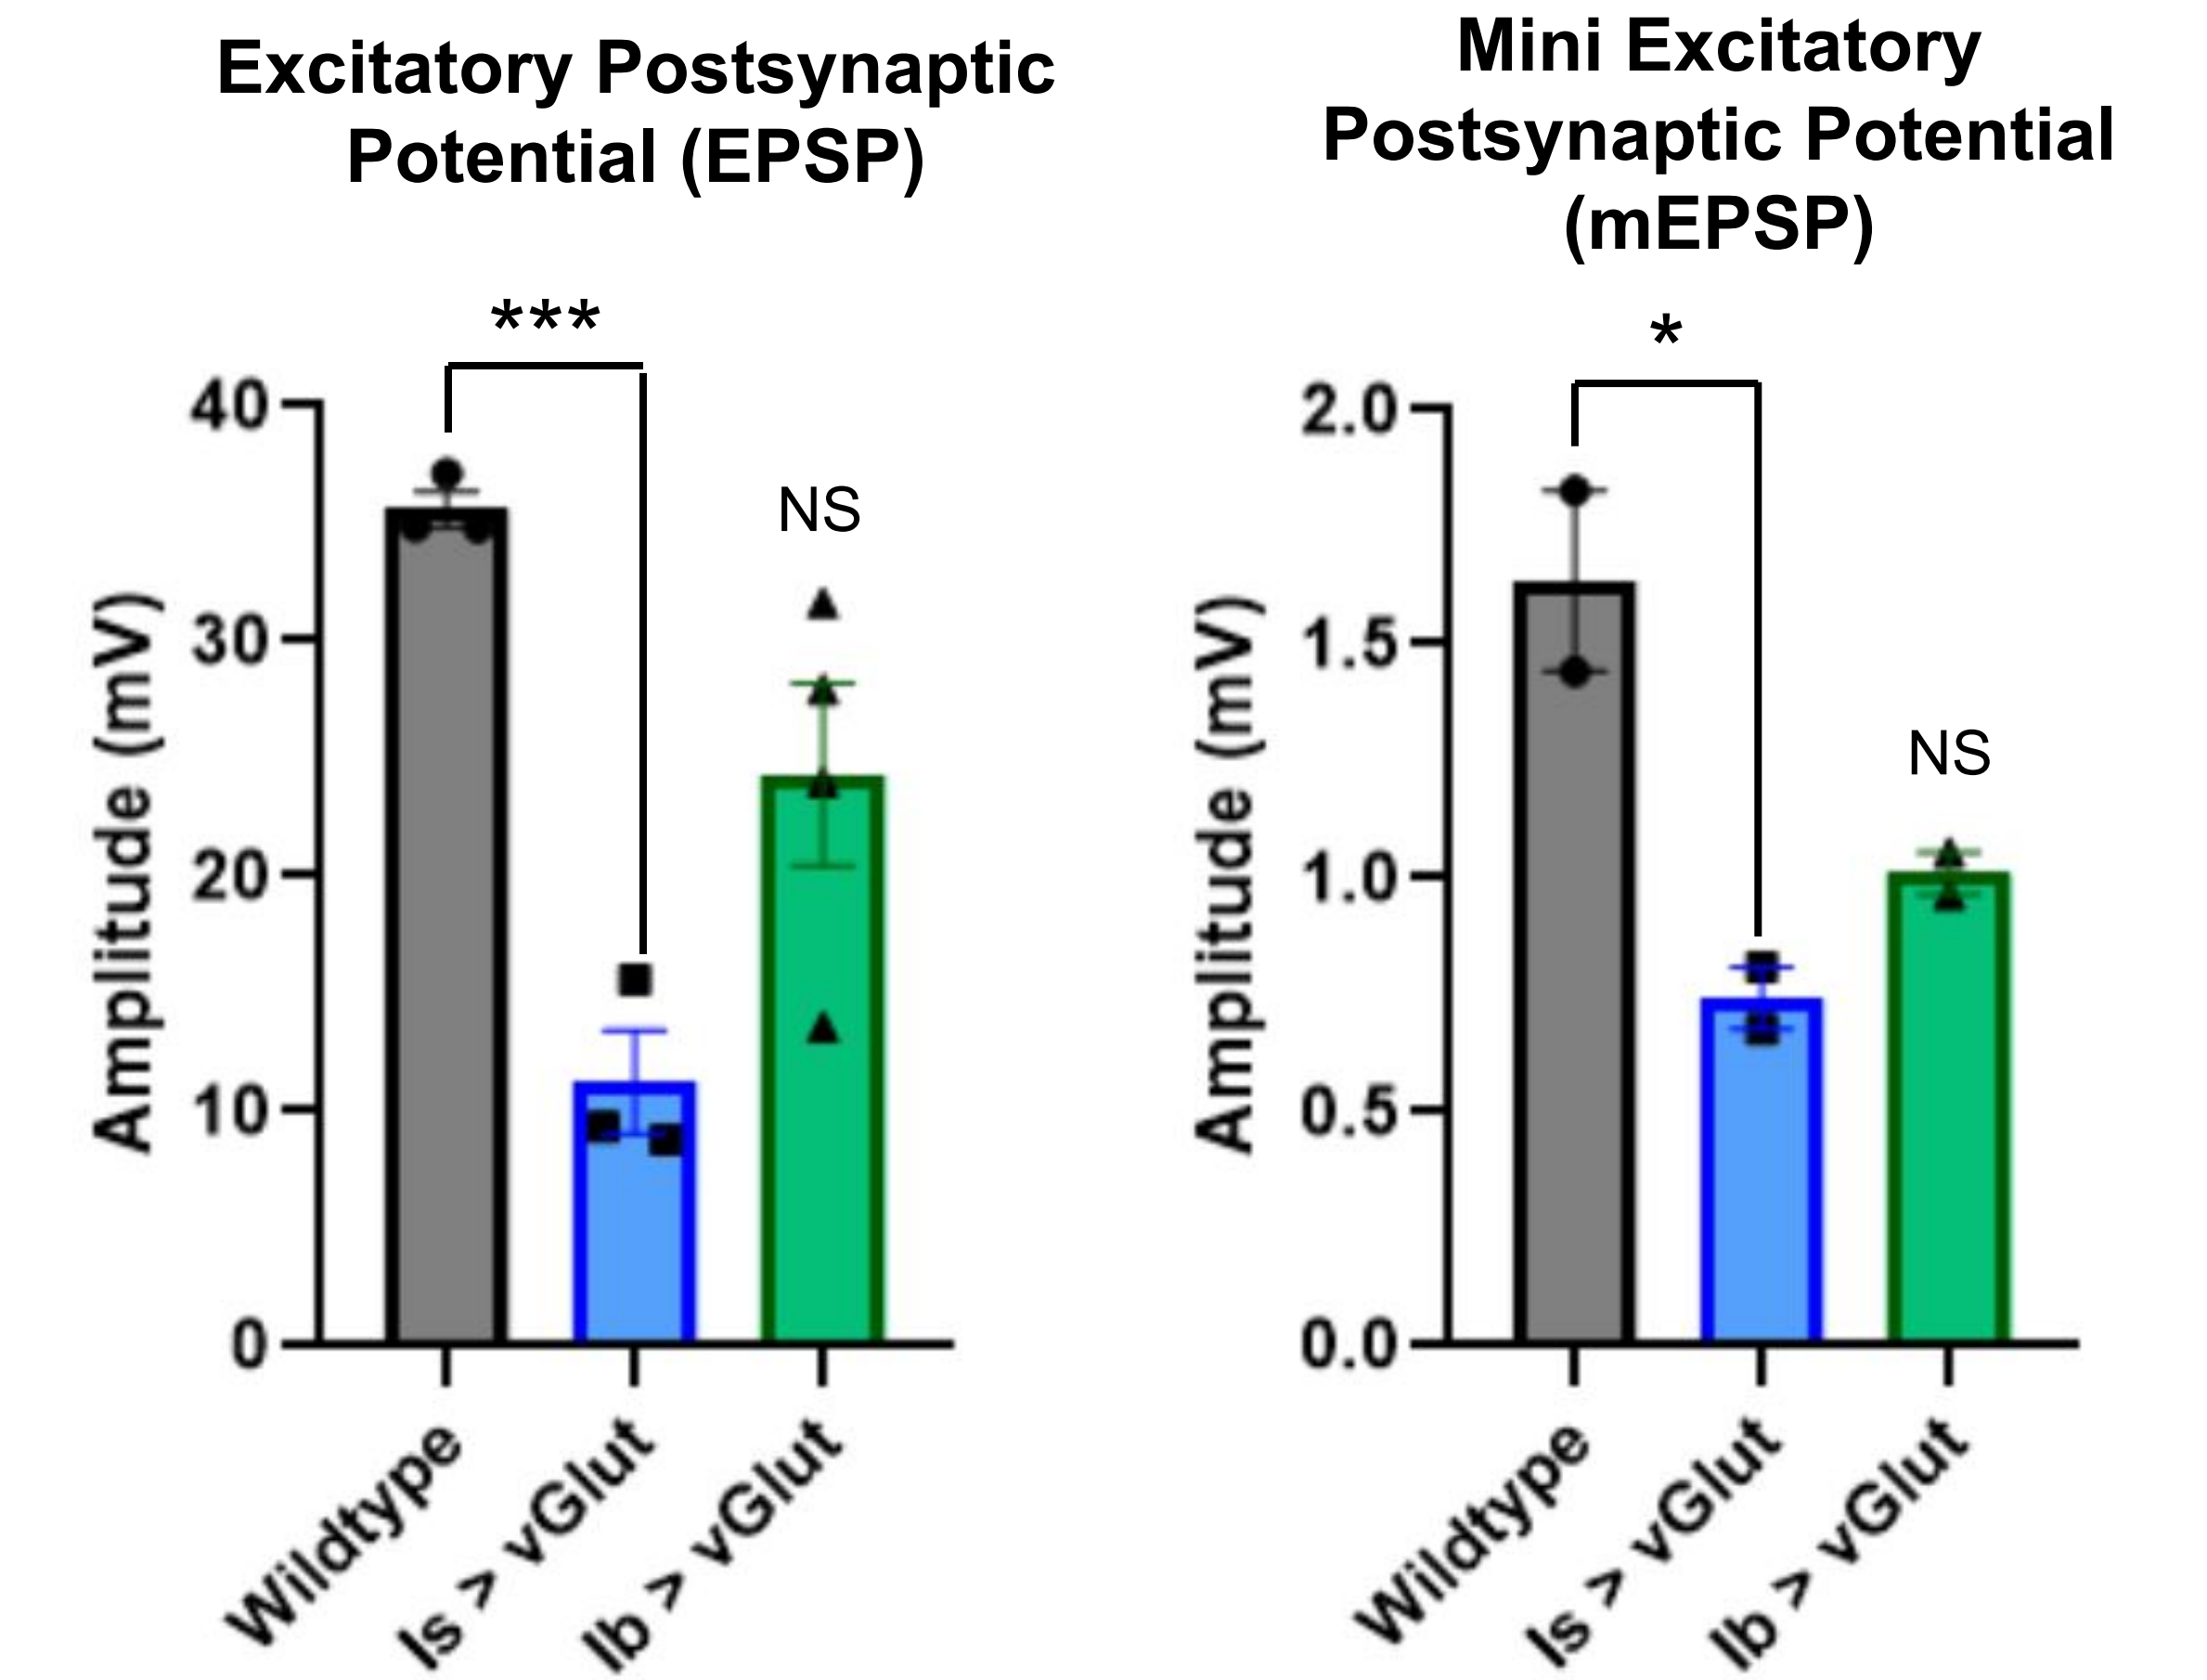 Excitatory Postsynaptic
Potential (EPSP)
***
40
30
20
10
0
Amplitude (mV)
NS
Wildtype
Is > vGlut
Ib > vGlut
Mini Excitatory
Postsynaptic Potential
(mEPSP)
*
2.0
1.5
1.0
0.5
0.0
Amplitude (mV)
NS
Wildtype
Is > vGlut
Ib > vGlut